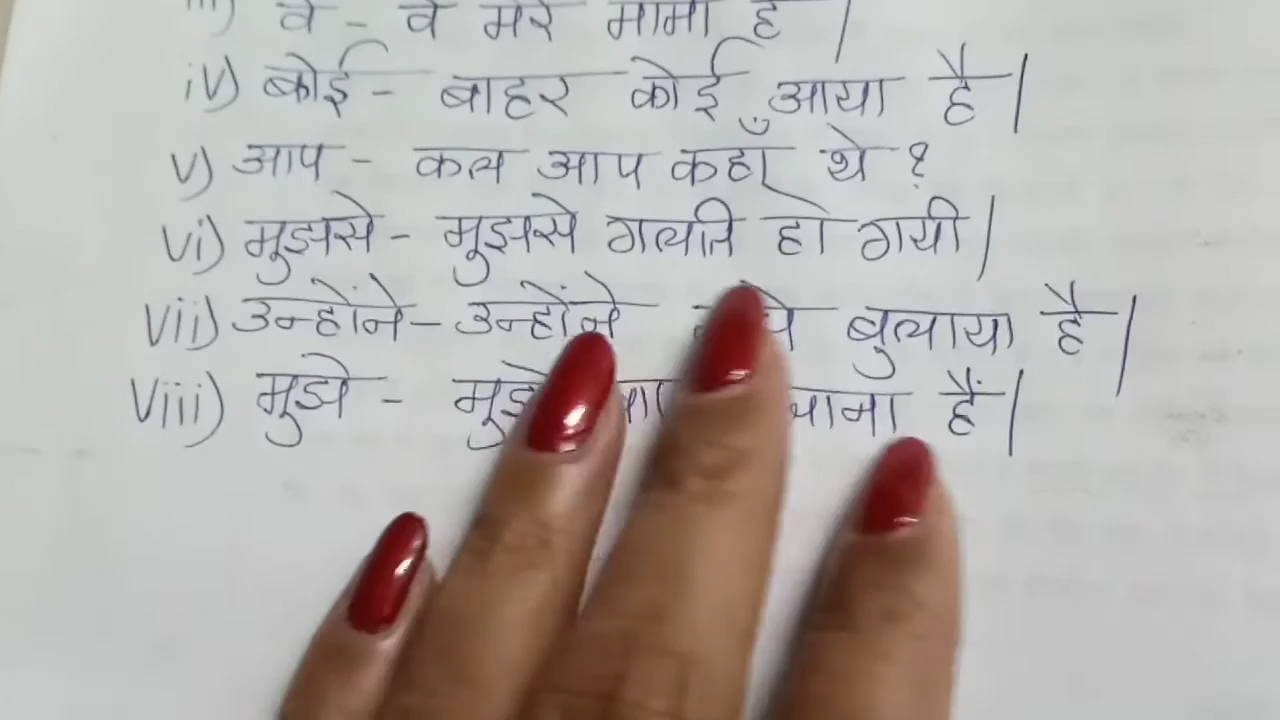 iii) वे - वे मेरे मामा है |
iv) कोई - बाहर कोई आया है |
v) आप - कल आप कहाँ थे ?
vi) मुझसे - मुझसे गलति हो गयी |
vii) उन्होंने - उन्होंने बुलाया है |
viii) मुझे - मुझे है |